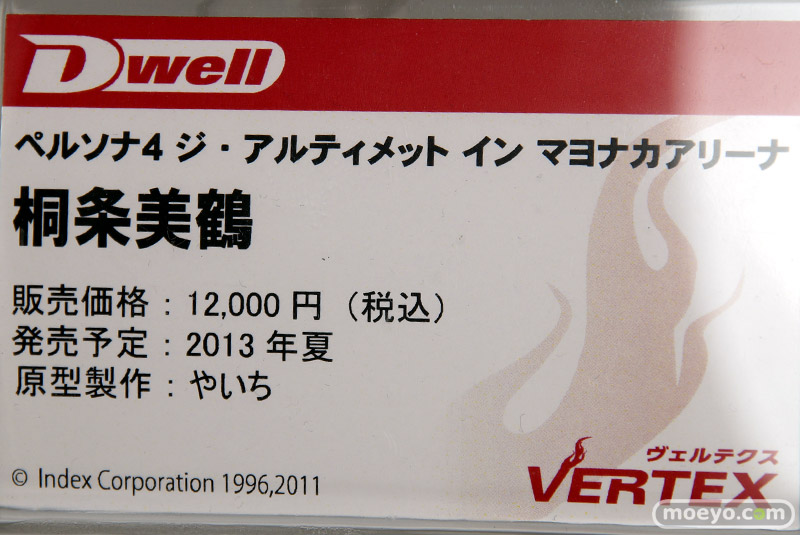 Dwell
ペルソナ4 ジ・アルティメット イン マヨナカアリーナ
桐条美鶴
販売価格：12,000 円（税込）
発売予定：2013 年夏
原型製作：やいち
© Index Corporation 1996,2011
ヴェルテクス
VERTEX
moeyo.com